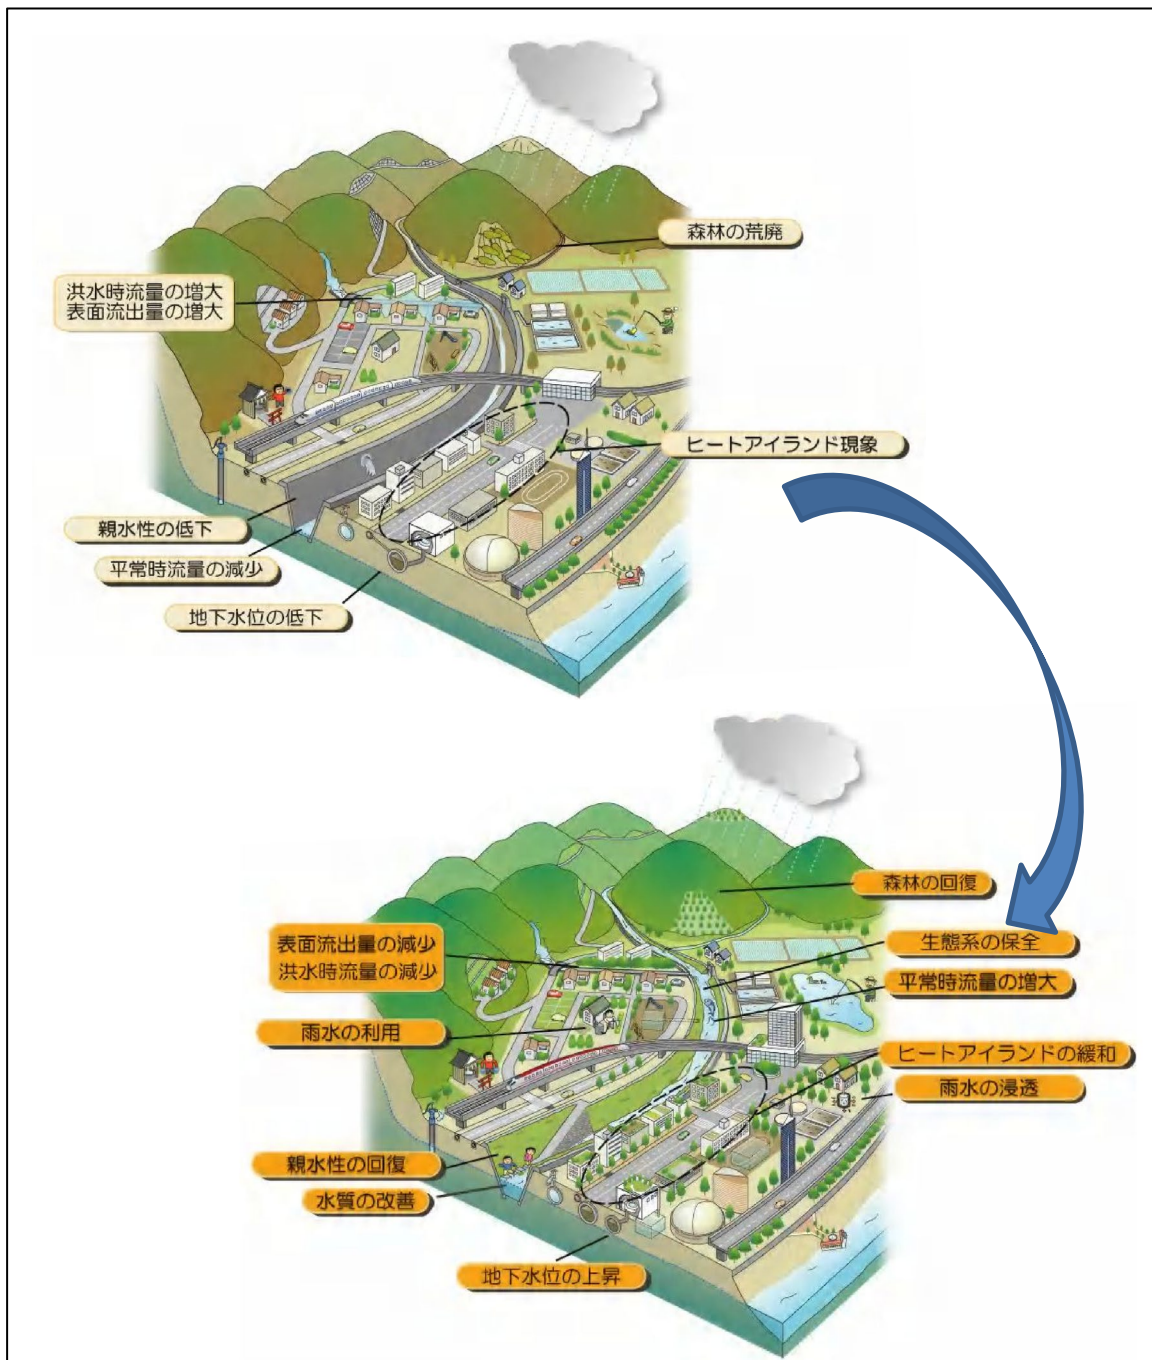 森林の荒廃
洪水時流量の増大
表面流出量の増大
ヒートアイランド現象
親水性の低下
平常時流量の減少
地下水位の低下
森林の回復
表面流出量の減少
洪水時流量の減少
生態系の保全
平常時流量の増大
雨水の利用
ヒートアイランドの緩和
雨水の浸透
親水性の回復
水質の改善
地下水位の上昇